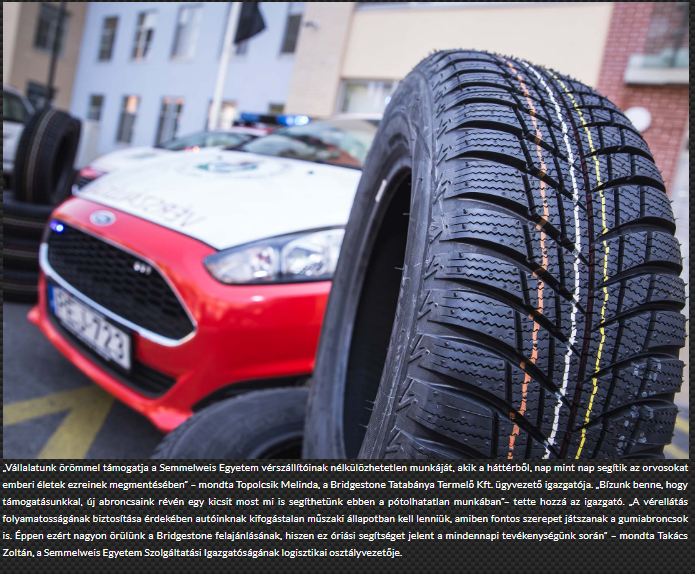 „Vállalatunk örömmel támogatja a Semmelweis Egyetem vérszállítóinak nélkülözhetetlen munkáját, akik a háttérből, nap mint nap segítik az orvosokat
emberi életek ezreinek megmentésében” – mondta Topolcsik Melinda, a Bridgestone Tatabánya Termelő Kft. ügyvezető igazgatója. „Bízunk benne, hogy
támogatásunkkal, új abroncsaink révén egy kicsit most mi is segíthetünk ebben a pótolhatatlan munkában”– tette hozzá az igazgató. „A vérellátás
folyamatosságának biztosítása érdekében autóinknak kifogástalan műszaki állapotban kell lenniük, amiben fontos szerepet játszanak a gumiabroncsok
is. Éppen ezért nagyon örülünk a Bridgestone felajánlásának, hiszen ez óriási segítséget jelent a mindennapi tevékenységünk során” – mondta Takács
Zoltán, a Semmelweis Egyetem Szolgáltatási Igazgatóságának logisztikai osztályvezetője.